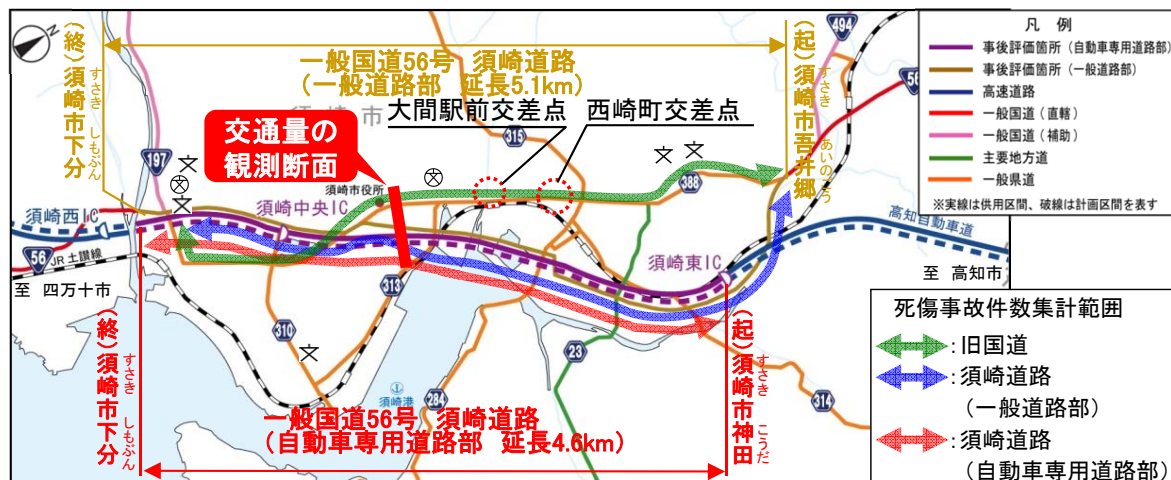 N
(終)須崎市下分
すさき しもぶん
一般国道56号 須崎道路
(一般道路部 延長5.1km)
(起)須崎市吾井郷
すさき あいのごう
須崎市
大間駅前交差点
西崎町交差点
交通量の
観測断面
197
315
388
494
56
須崎市役所
須崎西IC
須崎中央IC
須崎東IC
高知自動車道
56
JR土讃線
至 四万十市
至 高知市
313
310
23
284
314
須崎港
(終)須崎市下分
すさき しもぶん
一般国道56号 須崎道路
(自動車専用道路部 延長4.6km)
(起)須崎市神田
すさき こうだ
凡 例
事後評価箇所(自動車専用道路部)
事後評価箇所(一般道路部)
高速道路
一般国道(直轄)
一般国道(補助)
主要地方道
一般県道
※実線は供用区間、破線は計画区間を表す
死傷事故件数集計範囲
:旧国道
:須崎道路
(一般道路部)
:須崎道路
(自動車専用道路部)